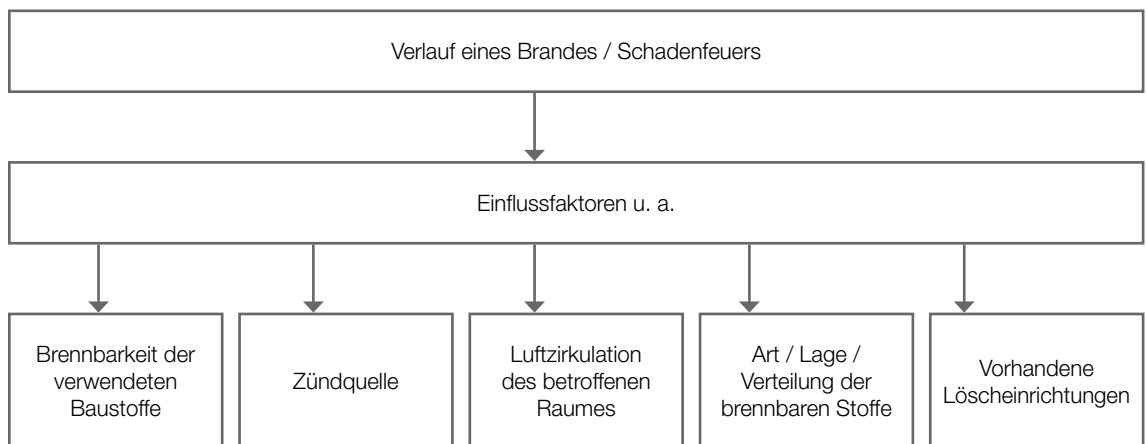 Verlauf eines Brandes / Schadenfeuers
Einflussfaktoren u. a.
Brennbarkeit der
verwendeten
Baustoffe
Zündquelle
Luftzirkulation
des betroffenen
Raumes
Art / Lage /
Verteilung der
brennbaren Stoffe
Vorhandene
Löscheinrichtungen